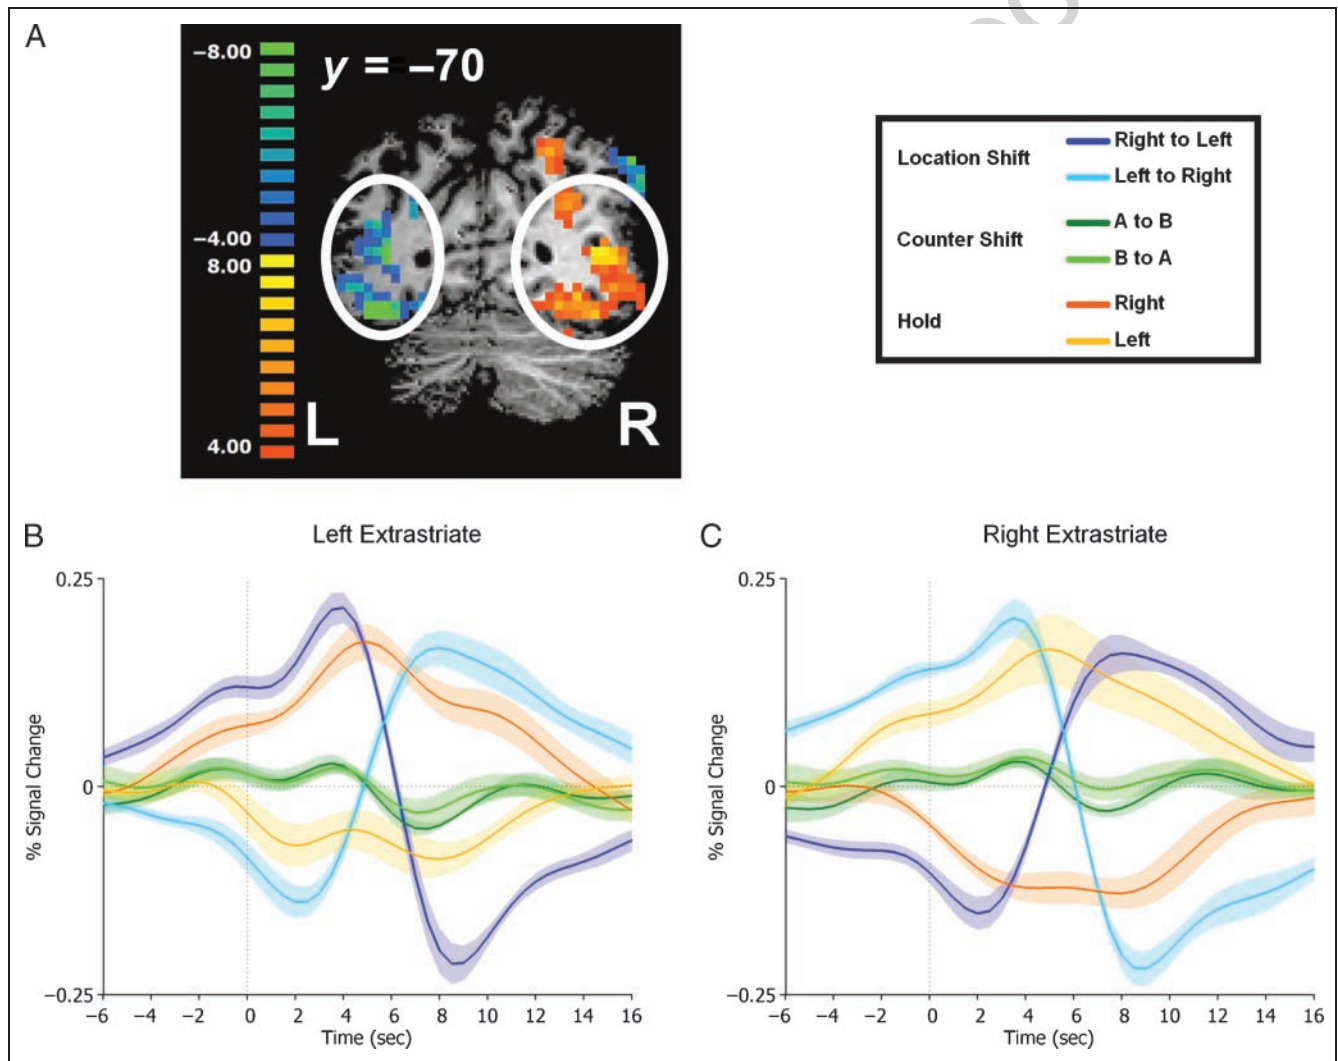 A
−8.00
−4.00
8.00
4.00
y = −70
L
R
Location Shift
Right to Left
Left to Right
Counter Shift
A to B
B to A
Hold
Right
Left
B
Left Extrastriate
0.25
0
−0.25
% Signal Change
−6 −4 −2 0 2 4 6 8 10 12 14 16
Time (sec)
C
Right Extrastriate
0.25
0
−0.25
% Signal Change
−6 −4 −2 0 2 4 6 8 10 12 14 16
Time (sec)